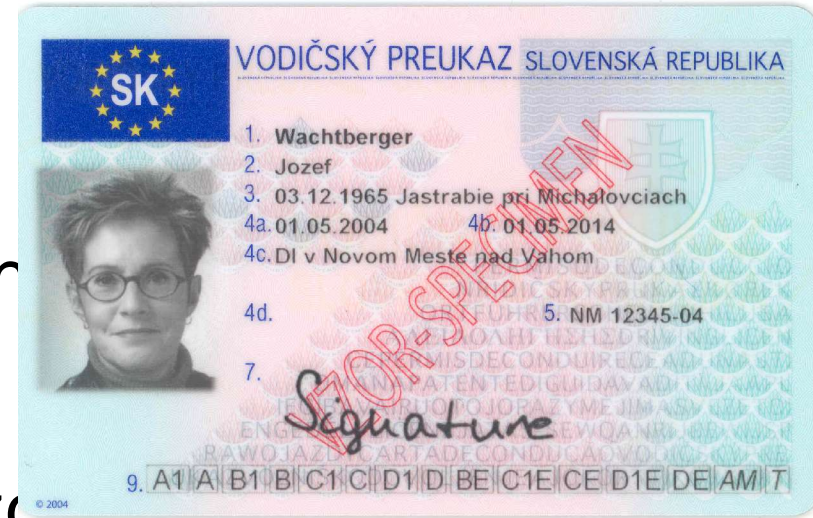 SK
VODIČSKÝ PREUKAZ SLOVENSKÁ REPUBLIKA
1. Wachtberger
2. Jozef
3. 03.12.1965 Jastrabie pri Michalovciach
4a. 01.05.2004 4b. 01.05.2014
4c. DI v Novom Meste nad Vahom
4d. 5. NM 12345-04
VZOR-SPECIMEN
7. Signature
9. A1 A B1 B C1 C D1 D BE C1E CE D1E DE AM T
© 2004